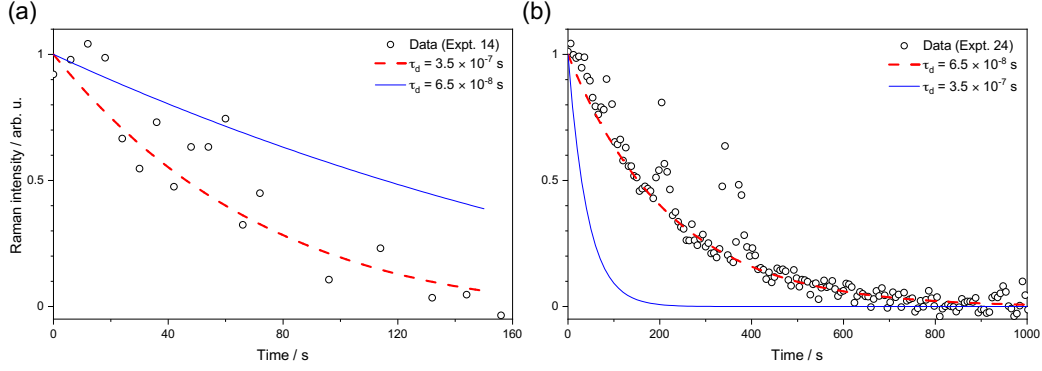 (a)
Data (Expt. 14)
τd = 3.5 × 10⁻⁷ s
τd = 6.5 × 10⁻⁸ s
1
0.5
0
Raman intensity / arb. u.
0 40 80 120 160
Time / s
(b)
Data (Expt. 24)
τd = 6.5 × 10⁻⁸ s
τd = 3.5 × 10⁻⁷ s
1
0.5
0
0 200 400 600 800 1000
Time / s